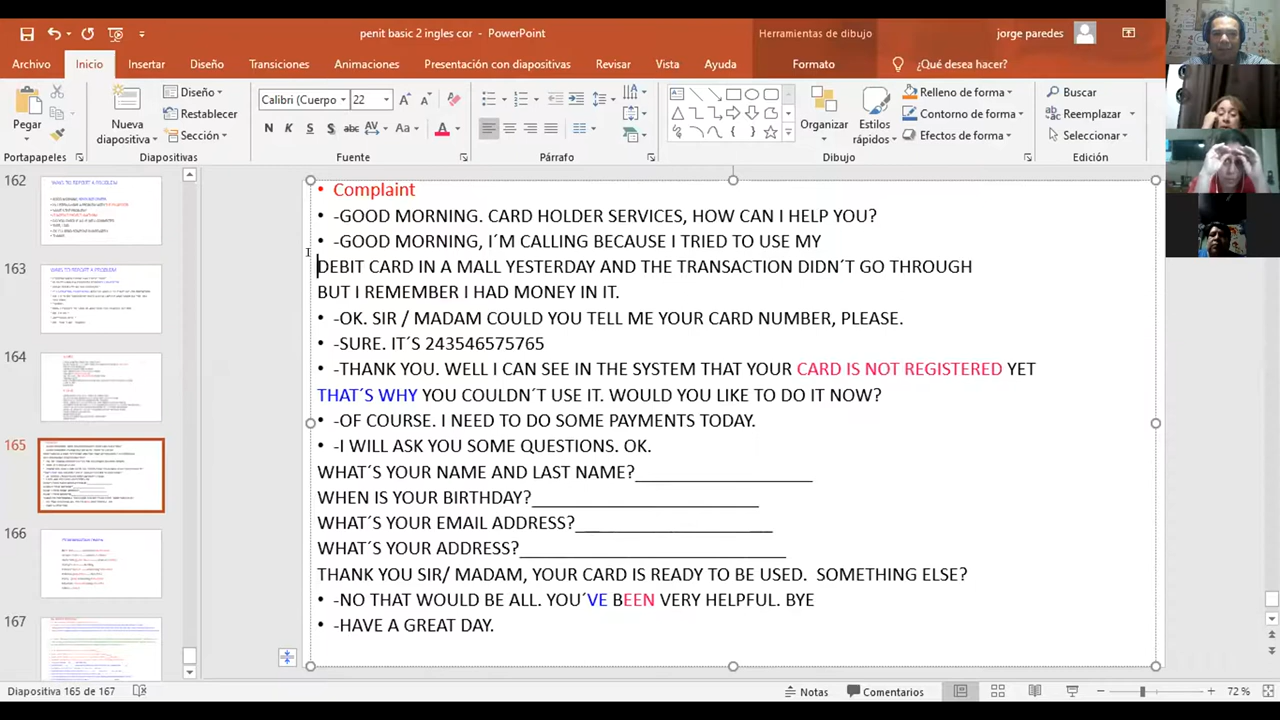 penit basic 2 ingles cor - PowerPoint
Herramientas de dibujo
jorge paredes
Archivo
Inicio
Insertar
Diseño
Transiciones
Animaciones
Presentación con diapositivas
Revisar
Vista
Ayuda
Formato
¿Qué desea hacer?
Pegar
Nueva diapositiva
Diseño
Restablecer
Sección
Calibri (Cuerpo
22
N K S abc AV Aa A
Organizar
Estilos rápidos
Relleno de forma
Contorno de forma
Efectos de forma
Buscar
Reemplazar
Seleccionar
Portapapeles
Diapositivas
Fuente
Párrafo
Dibujo
Edición
162
163
164
165
166
167
• Complaint
• -GOOD MORNING, CARD HOLDER SERVICES, HOW CAN I HELP YOU?
• -GOOD MORNING, I´M CALLING BECAUSE I TRIED TO USE MY
DEBIT CARD IN A MALL YESTERDAY AND THE TRANSACTION DIDN´T GO THROUGH
BUT I REMEMBER I HAD MONEY IN IT.
• -OK. SIR / MADAM COULD YOU TELL ME YOUR CARD NUMBER, PLEASE.
• -SURE. IT´S 243546575765
• -THANK YOU. WELL I CAN SEE IN THE SYSTEM THAT YOUR CARD IS NOT REGISTERED YET
THAT´S WHY YOU COULDN´T USE IT. WOULD YOU LIKE TO DO IT NOW?
• -OF COURSE. I NEED TO DO SOME PAYMENTS TODAY.
• -I WILL ASK YOU SOME QUESTIONS. OK.
WHAT´S YOUR NAME AND LAST NAME?____________________
WHEN IS YOUR BIRTHDAY?__________________________
WHAT´S YOUR EMAIL ADDRESS?______________________
WHAT´S YOUR ADDRESS?
THANK YOU SIR/ MADAM, YOUR CARD IS READY TO BE USED. SOMETHING ELSE?
• -NO THAT WOULD BE ALL. YOU´VE BEEN VERY HELPFUL. BYE
• -HAVE A GREAT DAY.
Diapositiva 165 de 167
Notas
Comentarios
72 %